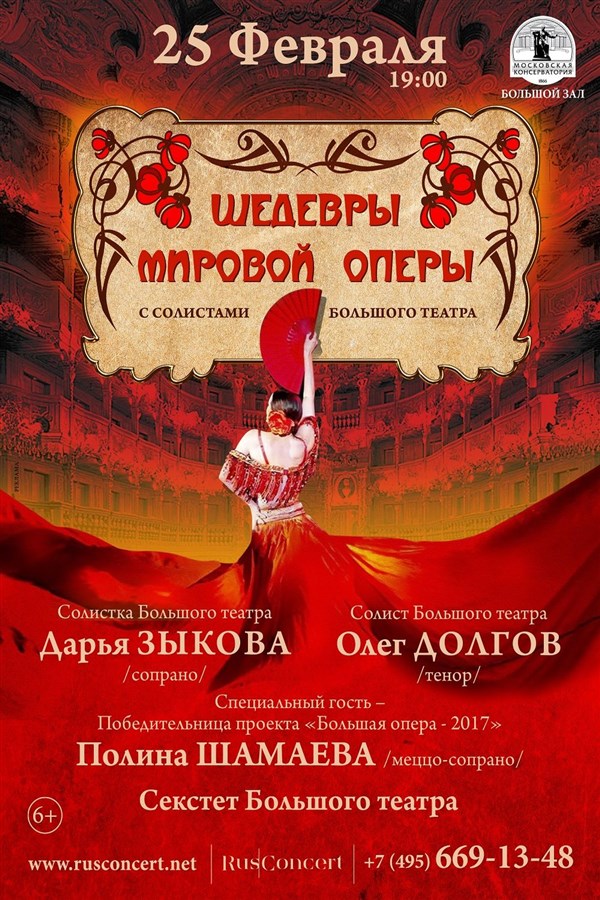 25 Февраля
19:00
МОСКОВСКАЯ
КОНСЕРВАТОРИЯ
1866
БОЛЬШОЙ ЗАЛ
ШЕДЕВРЫ
МИРОВОЙ ОПЕРЫ
С СОЛИСТАМИ БОЛЬШОГО ТЕАТРА
РЕКЛАМА
Солистка Большого театра
Дарья ЗЫКОВА
/сопрано/
Солист Большого театра
Олег ДОЛГОВ
/тенор/
Специальный гость –
Победительница проекта «Большая опера - 2017»
Полина ШАМАЕВА /меццо-сопрано/
Секстет Большого театра
6+
www.rusconcert.net
RusConcert
+7 (495) 669-13-48